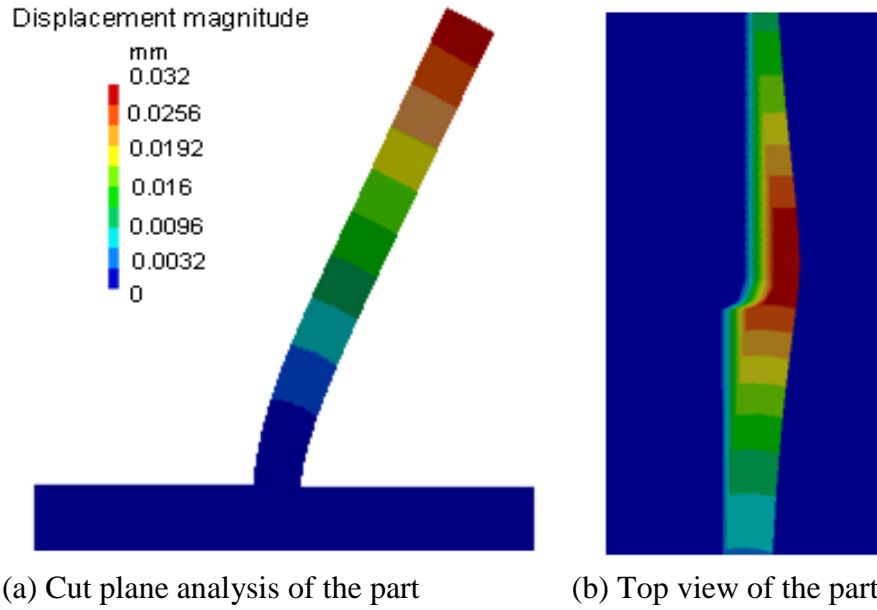 Displacement magnitude
mm
0.032
0.0256
0.0192
0.016
0.0096
0.0032
0
(a) Cut plane analysis of the part
(b) Top view of the part